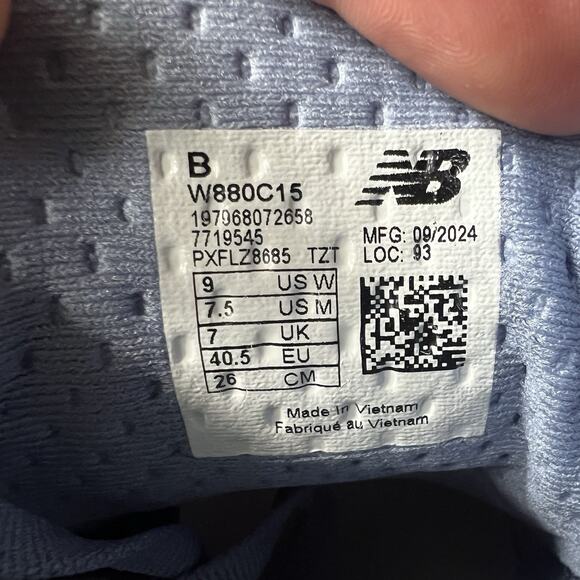 B
W880C15
197968072658
7719545
PXFLZ8685 TZT
NB
MFG: 09/2024
LOC: 93
9 US W
7.5 US M
7 UK
40.5 EU
26 CM
Made In Vietnam
Fabriqué au Vietnam